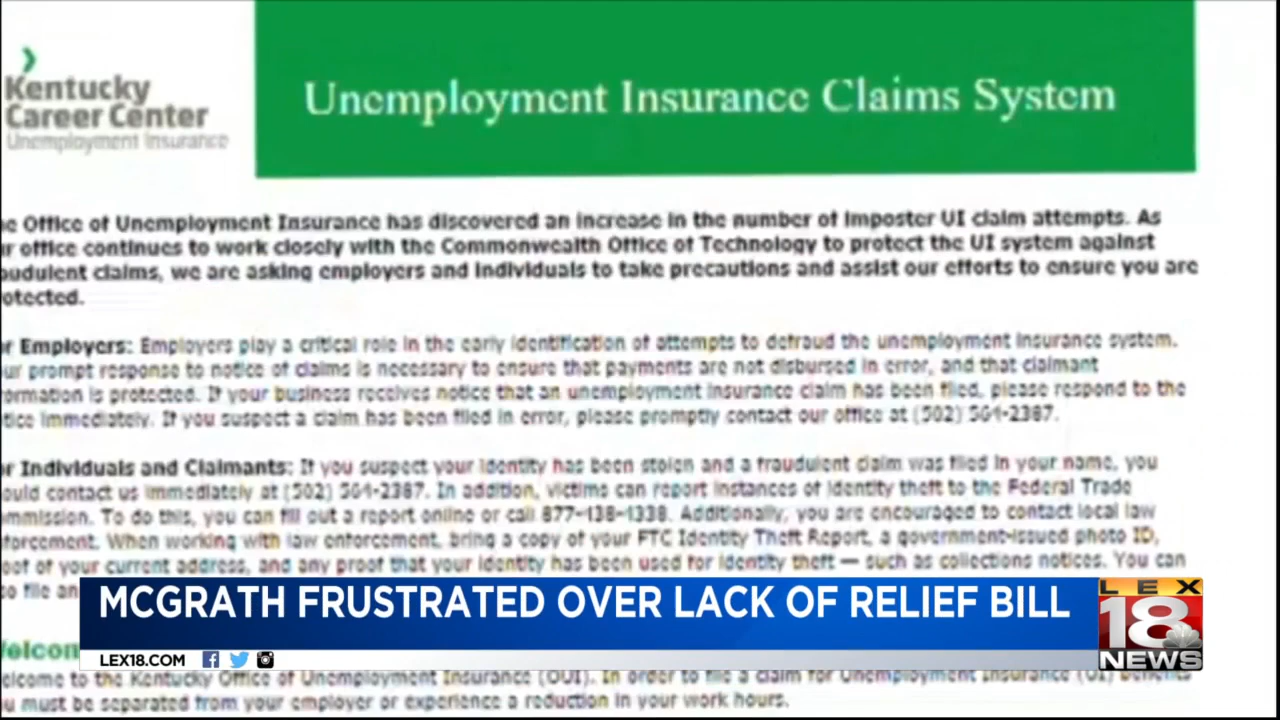 Kentucky
Career Center
Unemployment Insurance
Unemployment Insurance Claims System
e Office of Unemployment Insurance has discovered an increase in the number of imposter UI claim attempts. As
ur office continues to work closely with the Commonwealth Office of Technology to protect the UI system against
audulent claims, we are asking employers and individuals to take precautions and assist our efforts to ensure you are
otected.
r Employers: Employers play a critical role in the early identification of attempts to defraud the unemployment insurance system.
ur prompt response to notice of claims is necessary to ensure that payments are not disbursed in error, and that claimant
ormation is protected. If your business receives notice that an unemployment insurance claim has been filed, please respond to the
tice immediately. If you suspect a claim has been filed in error, please promptly contact our office at (502) 564-2387.
r Individuals and Claimants: If you suspect your identity has been stolen and a fraudulent claim was filed in your name, you
ould contact us immediately at (502) 564-2387. In addition, victims can report instances of identity theft to the Federal Trade
mmission. To do this, you can fill out a report online or call 877-438-4338. Additionally, you are encouraged to contact local law
forcement. When working with law enforcement, bring a copy of your FTC Identity Theft Report, a government-issued photo ID,
oof of your current address, and any proof that your identity has been used for identity theft — such as collections notices. You can
so file an
MCGRATH FRUSTRATED OVER LACK OF RELIEF BILL
LEX
18
NEWS
LEX18.COM
elcome to the Kentucky Office of Unemployment Insurance (OUI). In order to file a claim for Unemployment Insurance (UI) benefits
u must be separated from your employer or experience a reduction in your work hours.